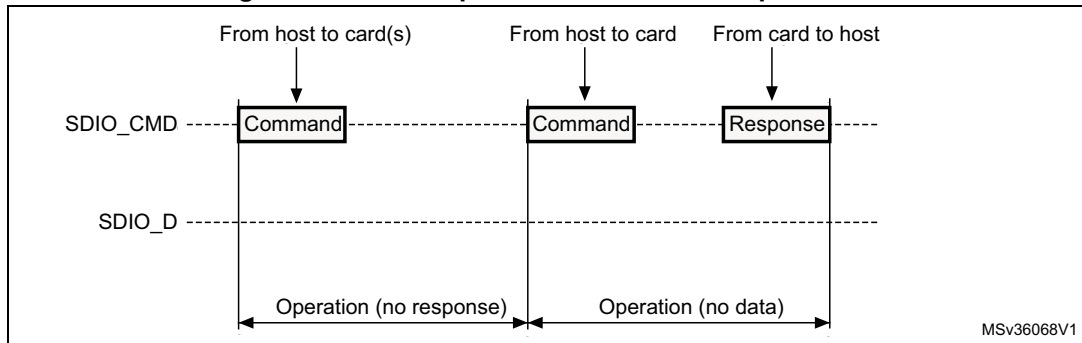 From host to card(s) From host to card From card to host
SDIO_CMD Command Command Response
SDIO_D
Operation (no response) Operation (no data)
MSv36068V1